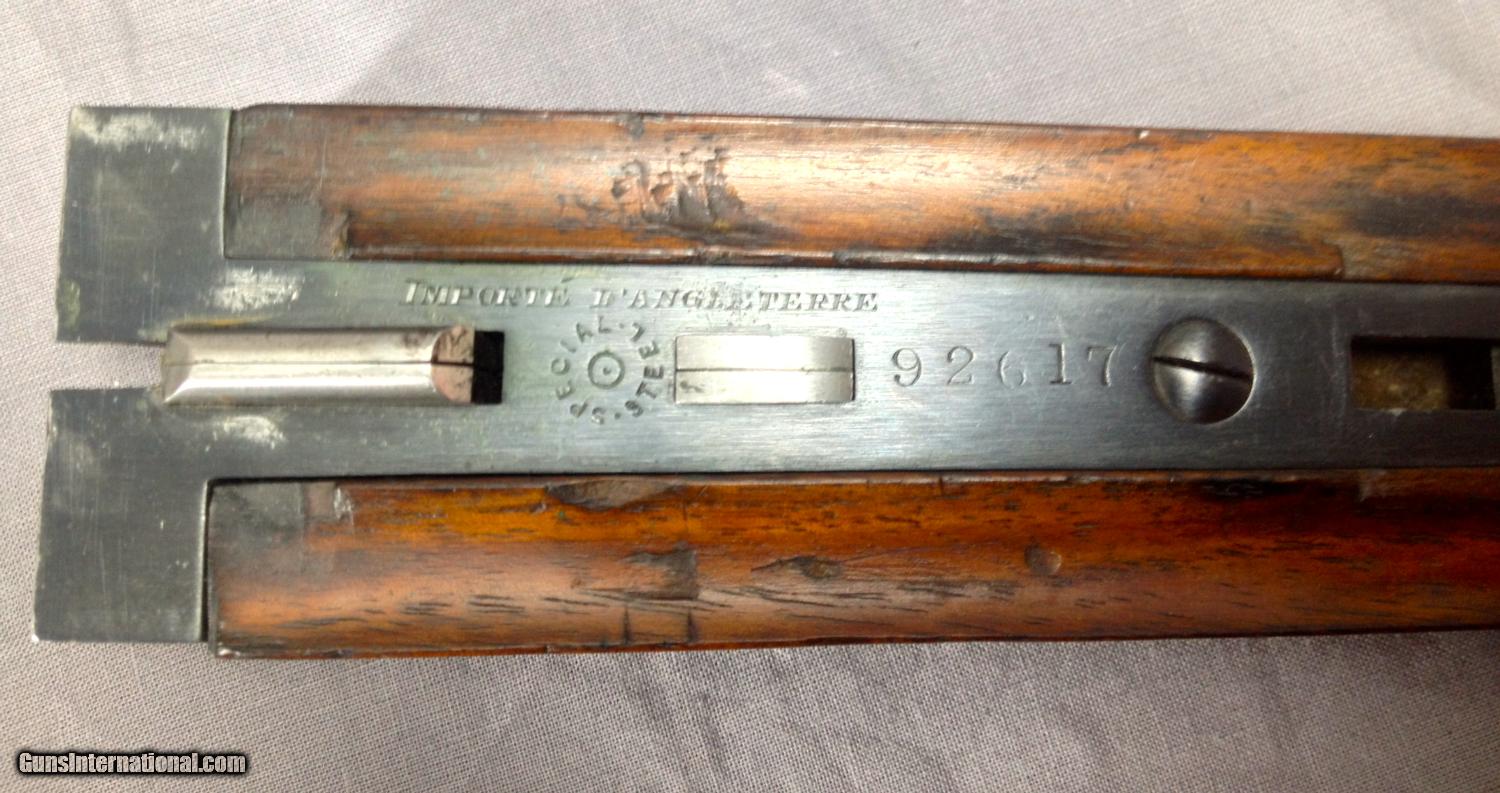 IMPORTÉ D'ANGLETERRE
SPECIAL. STEEL.
92617
GunsInternational.com